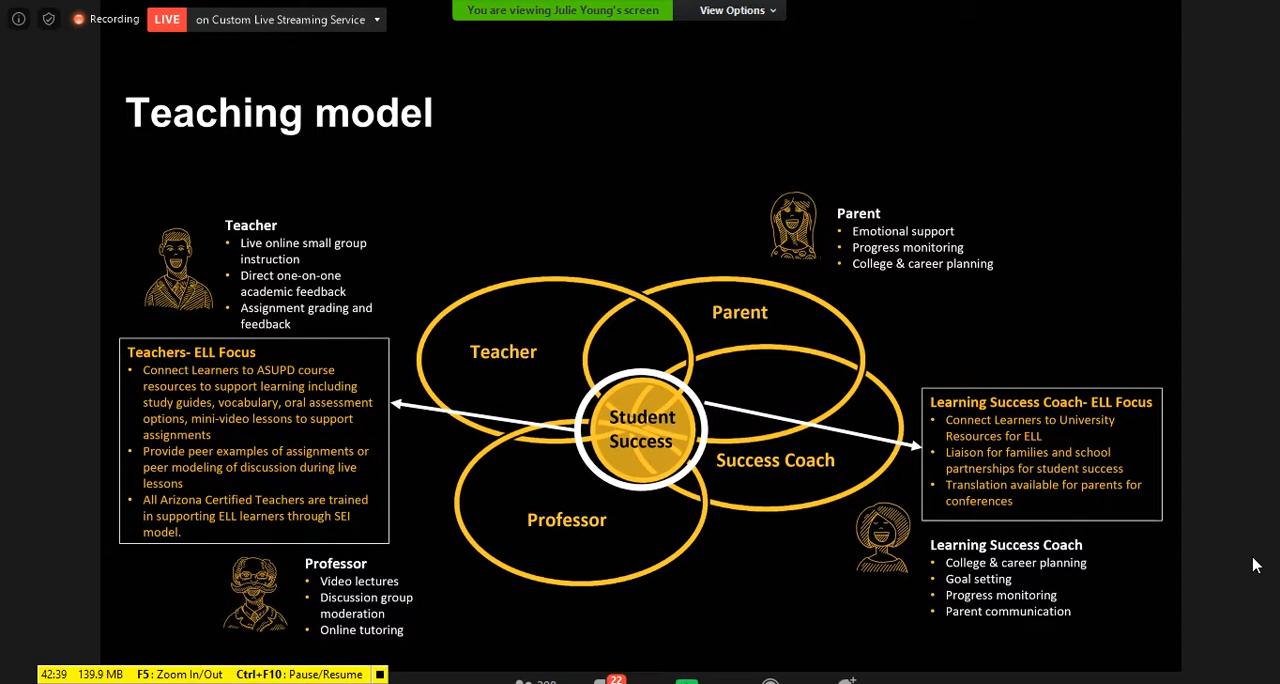 Recording
LIVE on Custom Live Streaming Service
You are viewing Julie Young's screen
View Options
Teaching model
Teacher
• Live online small group
instruction
• Direct one-on-one
academic feedback
• Assignment grading and
feedback
Parent
• Emotional support
• Progress monitoring
• College & career planning
Teachers- ELL Focus
• Connect Learners to ASUPD course
resources to support learning including
study guides, vocabulary, oral assessment
options, mini-video lessons to support
assignments
• Provide peer examples of assignments or
peer modeling of discussion during live
lessons
• All Arizona Certified Teachers are trained
in supporting ELL learners through SEI
model.
Teacher
Parent
Student
Success
Success Coach
Professor
Learning Success Coach- ELL Focus
• Connect Learners to University
Resources for ELL
• Liaison for families and school
partnerships for student success
• Translation available for parents for
conferences
Professor
• Video lectures
• Discussion group
moderation
• Online tutoring
Learning Success Coach
• College & career planning
• Goal setting
• Progress monitoring
• Parent communication
42:39 139.9 MB F5: Zoom In/Out Ctrl+F10: Pause/Resume
22